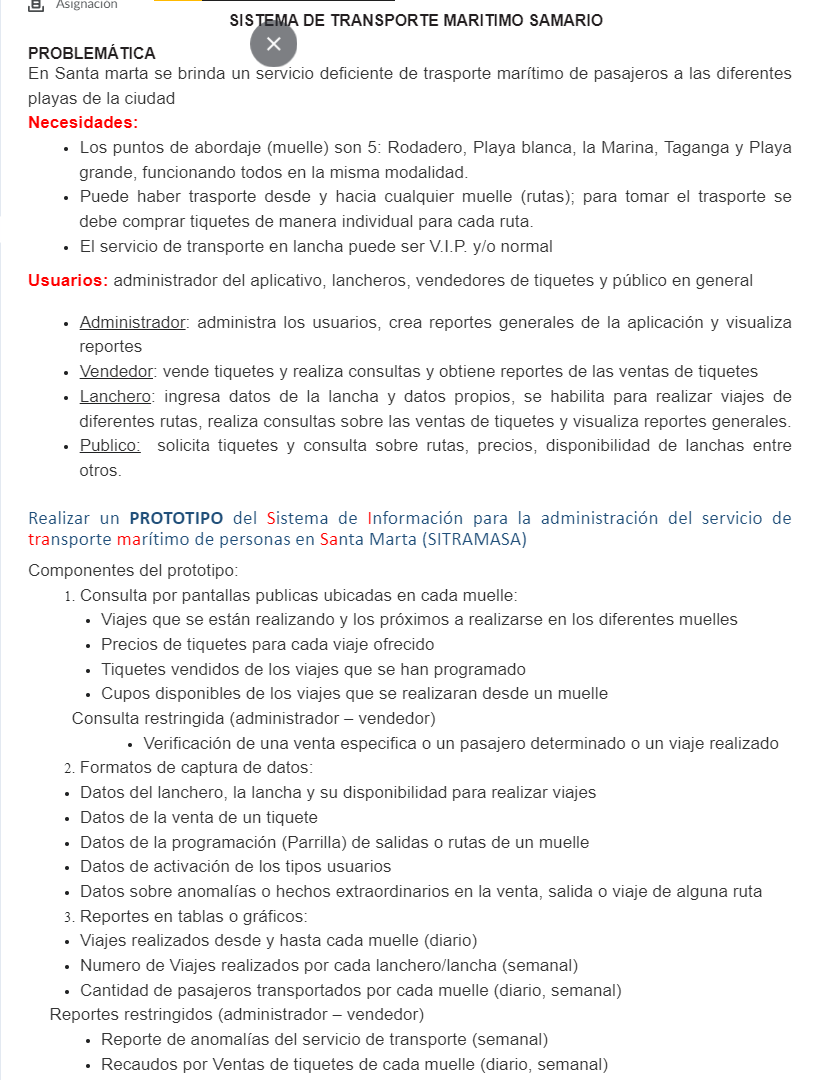 Asignación
SISTEMA DE TRANSPORTE MARITIMO SAMARIO
PROBLEMÁTICA
En Santa marta se brinda un servicio deficiente de trasporte marítimo de pasajeros a las diferentes
playas de la ciudad
Necesidades:
• Los puntos de abordaje (muelle) son 5: Rodadero, Playa blanca, la Marina, Taganga y Playa
grande, funcionando todos en la misma modalidad.
• Puede haber trasporte desde y hacia cualquier muelle (rutas); para tomar el trasporte se
debe comprar tiquetes de manera individual para cada ruta.
• El servicio de transporte en lancha puede ser V.I.P. y/o normal
Usuarios: administrador del aplicativo, lancheros, vendedores de tiquetes y público en general
• Administrador: administra los usuarios, crea reportes generales de la aplicación y visualiza
reportes
• Vendedor: vende tiquetes y realiza consultas y obtiene reportes de las ventas de tiquetes
• Lanchero: ingresa datos de la lancha y datos propios, se habilita para realizar viajes de
diferentes rutas, realiza consultas sobre las ventas de tiquetes y visualiza reportes generales.
• Publico: solicita tiquetes y consulta sobre rutas, precios, disponibilidad de lanchas entre
otros.
Realizar un PROTOTIPO del Sistema de Información para la administración del servicio de
transporte marítimo de personas en Santa Marta (SITRAMASA)
Componentes del prototipo:
1. Consulta por pantallas publicas ubicadas en cada muelle:
• Viajes que se están realizando y los próximos a realizarse en los diferentes muelles
• Precios de tiquetes para cada viaje ofrecido
• Tiquetes vendidos de los viajes que se han programado
• Cupos disponibles de los viajes que se realizaran desde un muelle
Consulta restringida (administrador – vendedor)
• Verificación de una venta especifica o un pasajero determinado o un viaje realizado
2. Formatos de captura de datos:
• Datos del lanchero, la lancha y su disponibilidad para realizar viajes
• Datos de la venta de un tiquete
• Datos de la programación (Parrilla) de salidas o rutas de un muelle
• Datos de activación de los tipos usuarios
• Datos sobre anomalías o hechos extraordinarios en la venta, salida o viaje de alguna ruta
3. Reportes en tablas o gráficos:
• Viajes realizados desde y hasta cada muelle (diario)
• Numero de Viajes realizados por cada lanchero/lancha (semanal)
• Cantidad de pasajeros transportados por cada muelle (diario, semanal)
Reportes restringidos (administrador – vendedor)
• Reporte de anomalías del servicio de transporte (semanal)
• Recaudos por Ventas de tiquetes de cada muelle (diario, semanal)